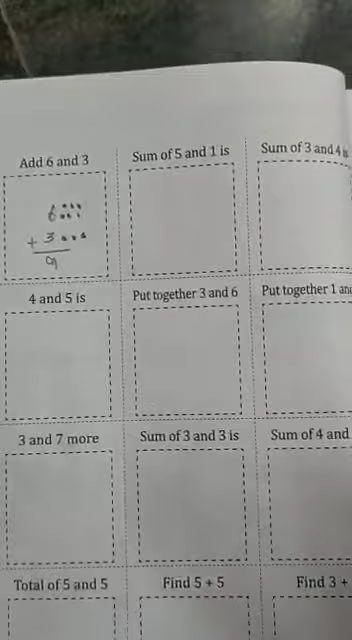 Add 6 and 3
Sum of 5 and 1 is
Sum of 3 and 4 is
6
+ 3
9
4 and 5 is
Put together 3 and 6
Put together 1 and
3 and 7 more
Sum of 3 and 3 is
Sum of 4 and
Total of 5 and 5
Find 5 + 5
Find 3 +